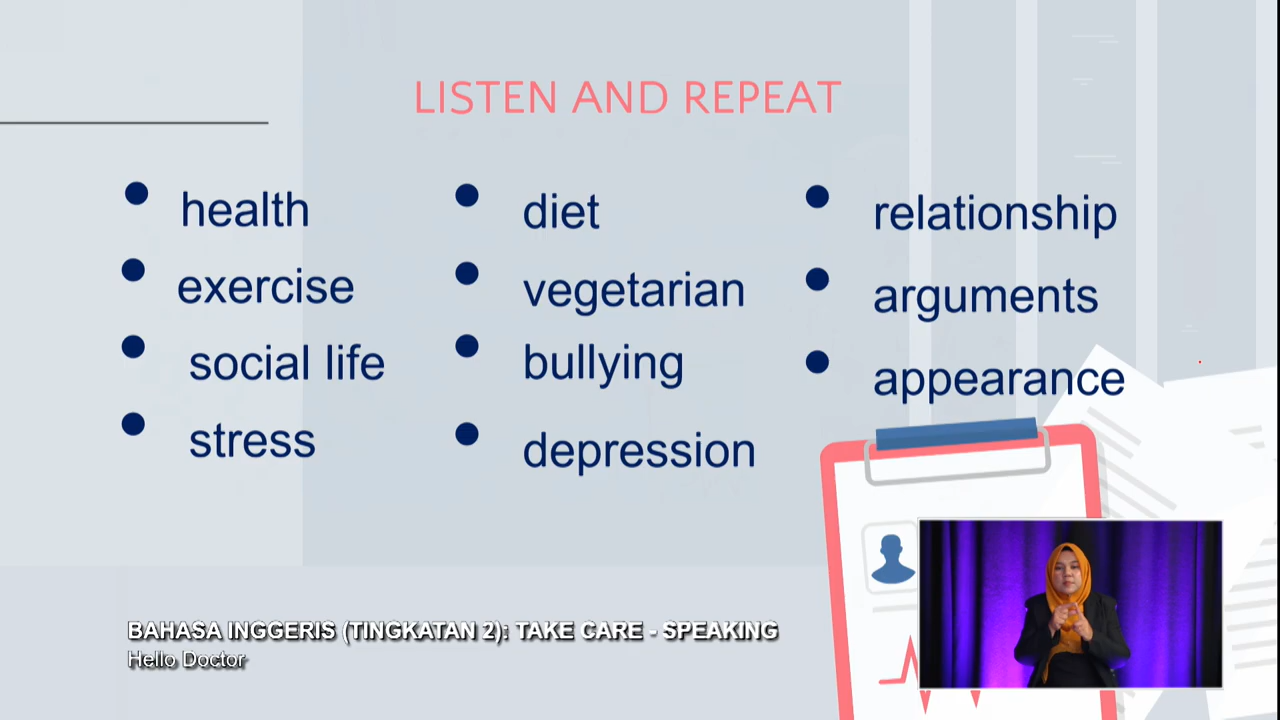 LISTEN AND REPEAT
health
exercise
social life
stress
diet
vegetarian
bullying
depression
relationship
arguments
appearance
BAHASA INGGERIS (TINGKATAN 2): TAKE CARE - SPEAKING
Hello Doctor